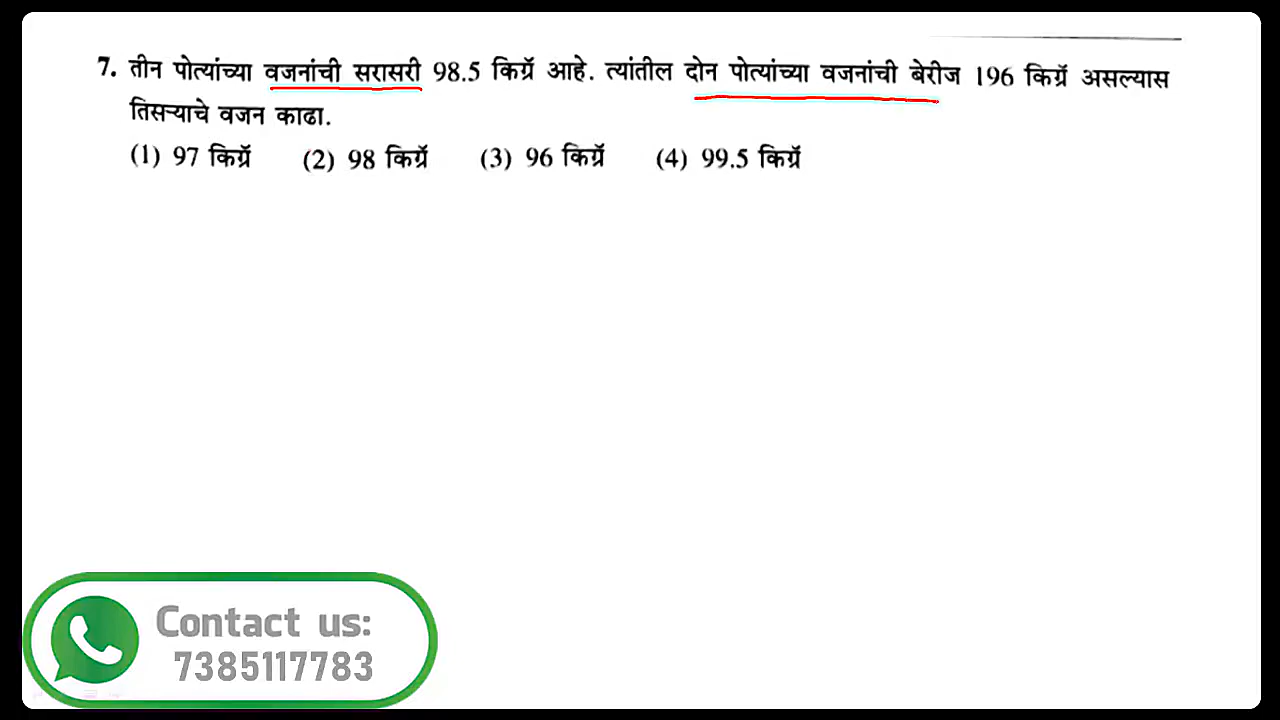 7. तीन पोत्यांच्या वजनांची सरासरी 98.5 किग्रॅ आहे. त्यांतील दोन पोत्यांच्या वजनांची बेरीज 196 किग्रॅ असल्यास
तिसऱ्याचे वजन काढा.
(1) 97 किग्रॅ (2) 98 किग्रॅ (3) 96 किग्रॅ (4) 99.5 किग्रॅ
Contact us:
7385117783